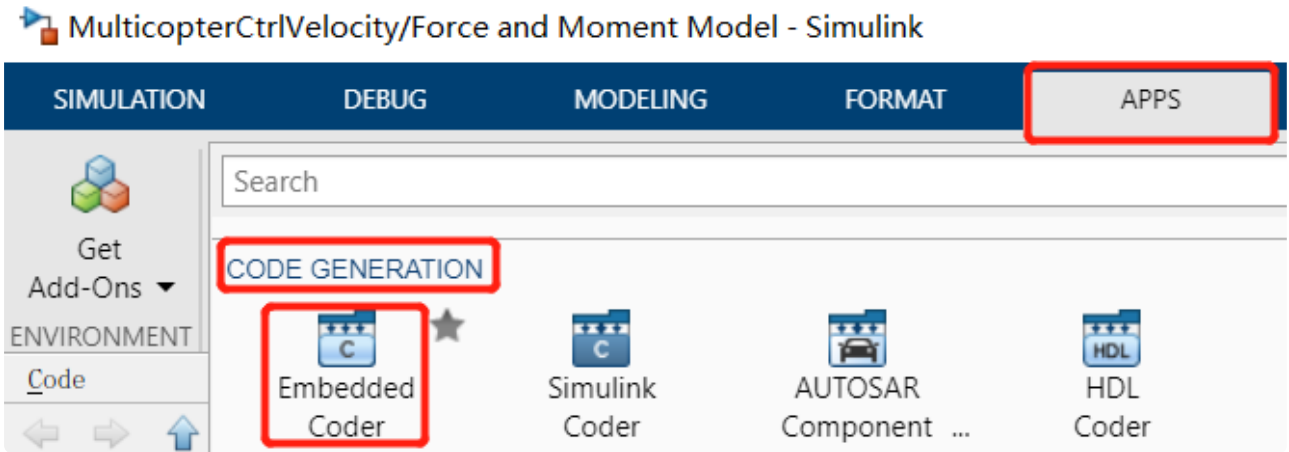 MulticopterCtrlVelocity/Force and Moment Model - Simulink
SIMULATION DEBUG MODELING FORMAT APPS
Search
Get
Add-Ons
ENVIRONMENT
Code
CODE GENERATION
C
Embedded
Coder
C
Simulink
Coder
AUTOSAR
Component ...
HDL
HDL
Coder